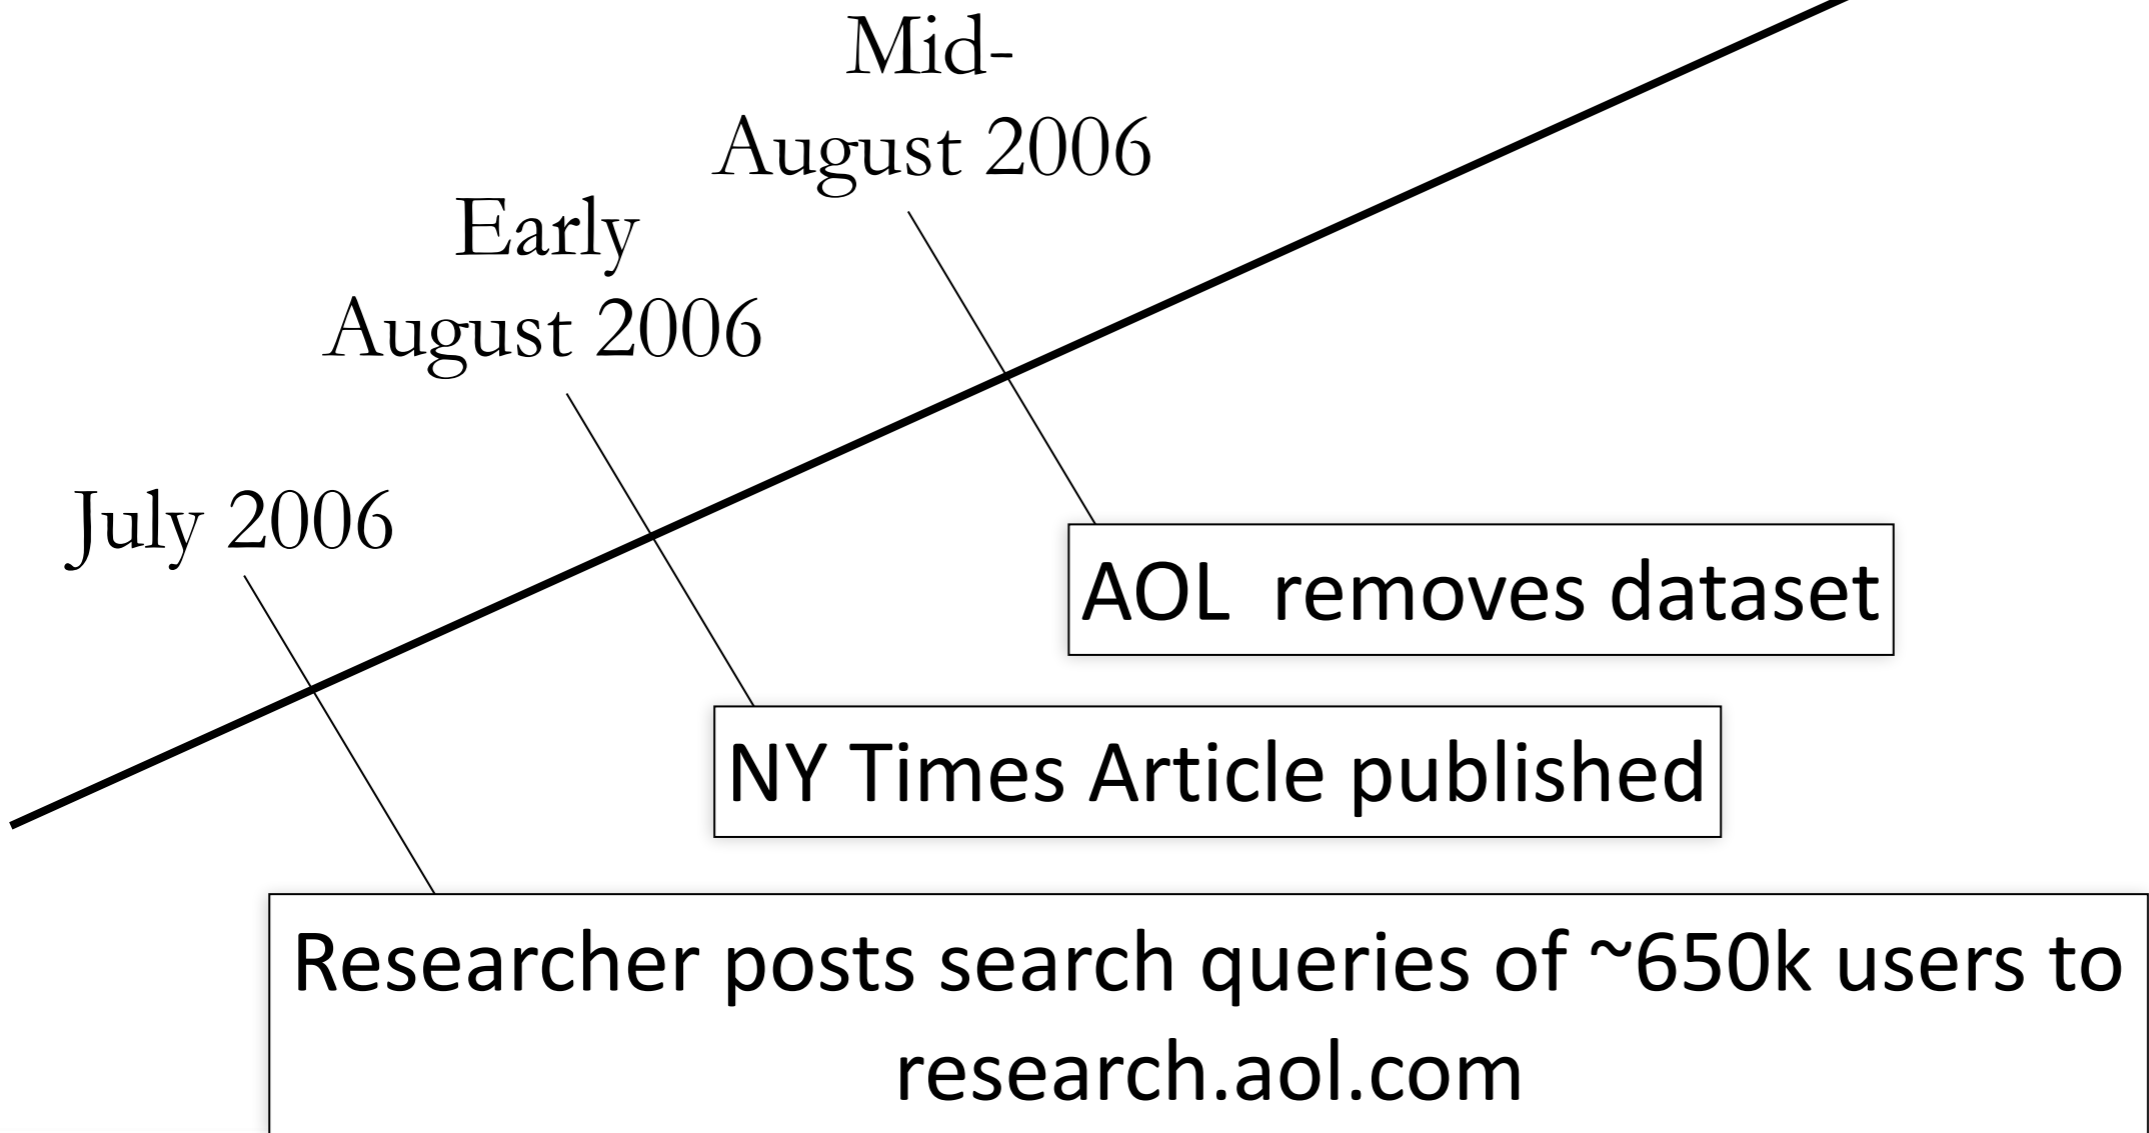 Mid-
August 2006
Early
August 2006
July 2006
AOL  removes dataset
NY Times Article published
Researcher posts search queries of ~650k users to
research.aol.com